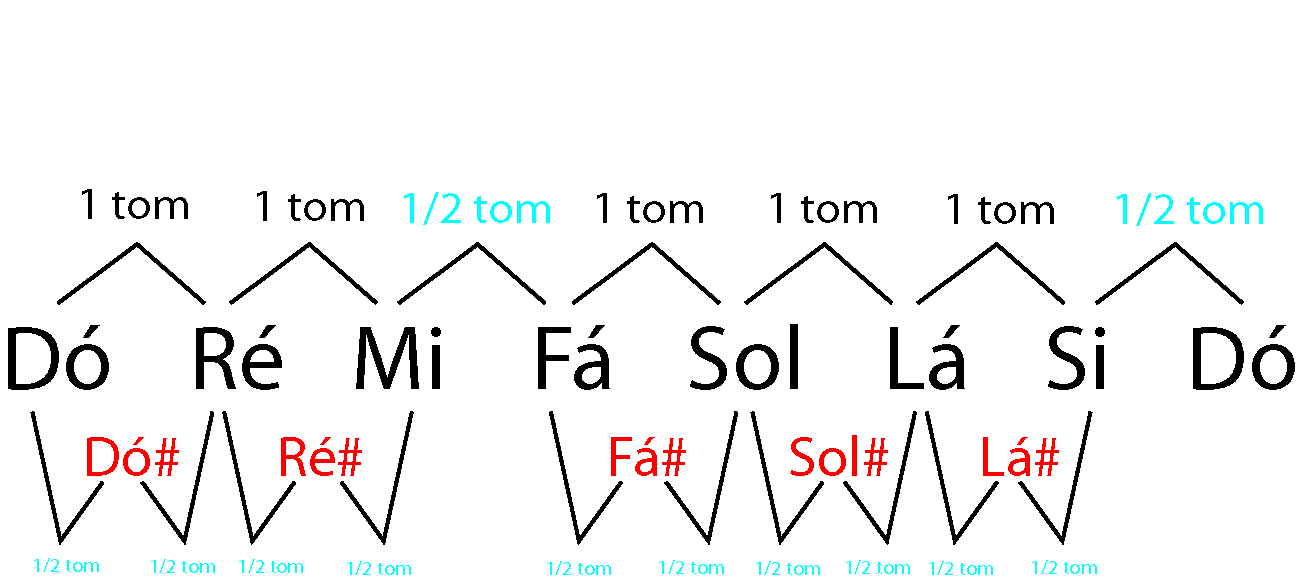 1 tom 1 tom 1/2 tom 1 tom 1 tom 1 tom 1/2 tom
Dó Ré Mi Fá Sol Lá Si Dó
Dó# Ré# Fá# Sol# Lá#
1/2 tom 1/2 tom 1/2 tom 1/2 tom 1/2 tom 1/2 tom 1/2 tom 1/2 tom 1/2 tom 1/2 tom